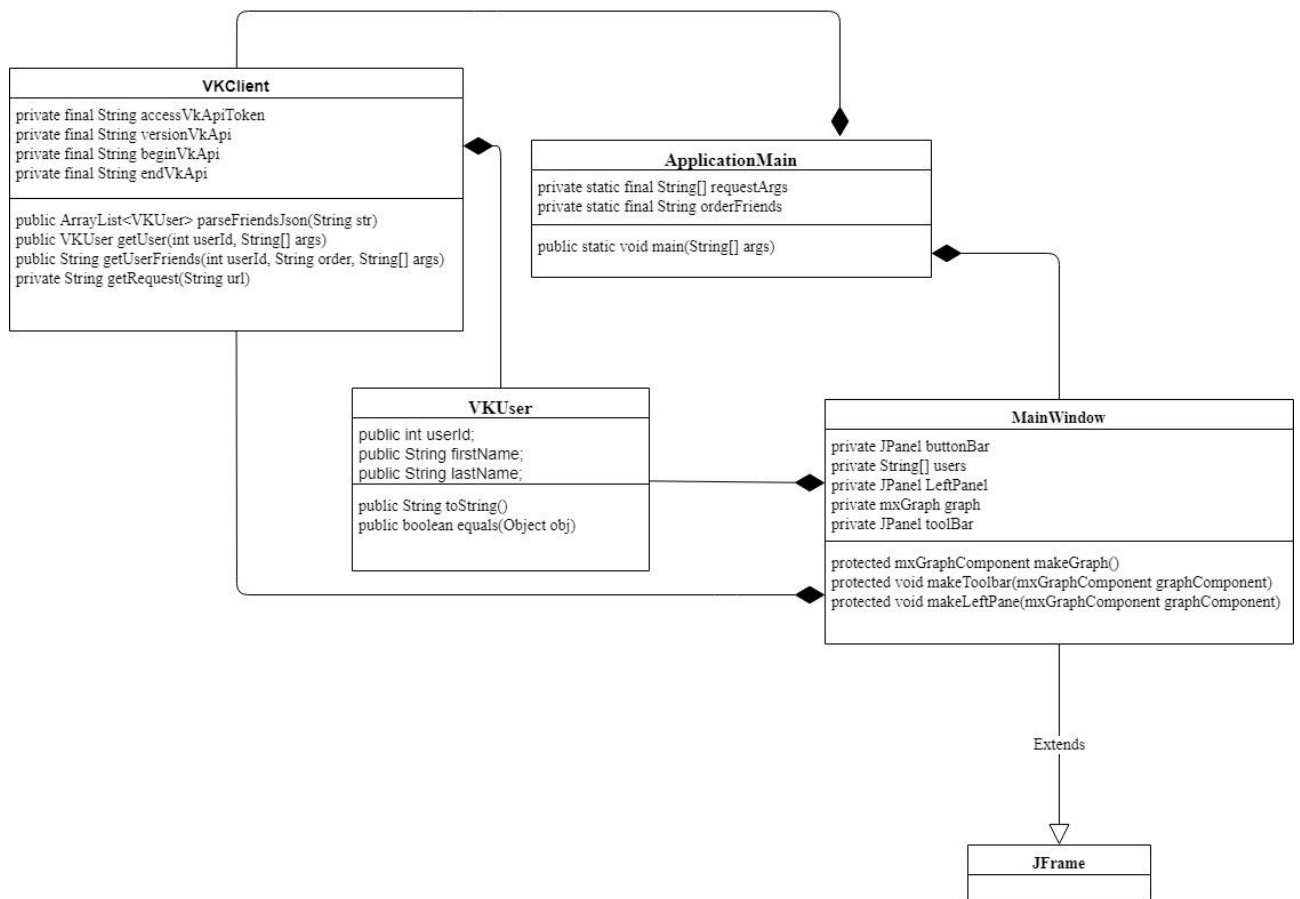 VKClient
private final String accessVkApiToken
private final String versionVkApi
private final String beginVkApi
private final String endVkApi
public ArrayList<VKUser> parseFriendsJson(String str)
public VKUser getUser(int userId, String[] args)
public String getUserFriends(int userId, String order, String[] args)
private String getRequest(String url)
ApplicationMain
private static final String[] requestArgs
private static final String orderFriends
public static void main(String[] args)
VKUser
public int userId;
public String firstName;
public String lastName;
public String toString()
public boolean equals(Object obj)
MainWindow
private JPanel buttonBar
private String[] users
private JPanel LeftPanel
private mxGraph graph
private JPanel toolBar
protected mxGraphComponent makeGraph()
protected void makeToolbar(mxGraphComponent graphComponent)
protected void makeLeftPane(mxGraphComponent graphComponent)
Extends
JFrame